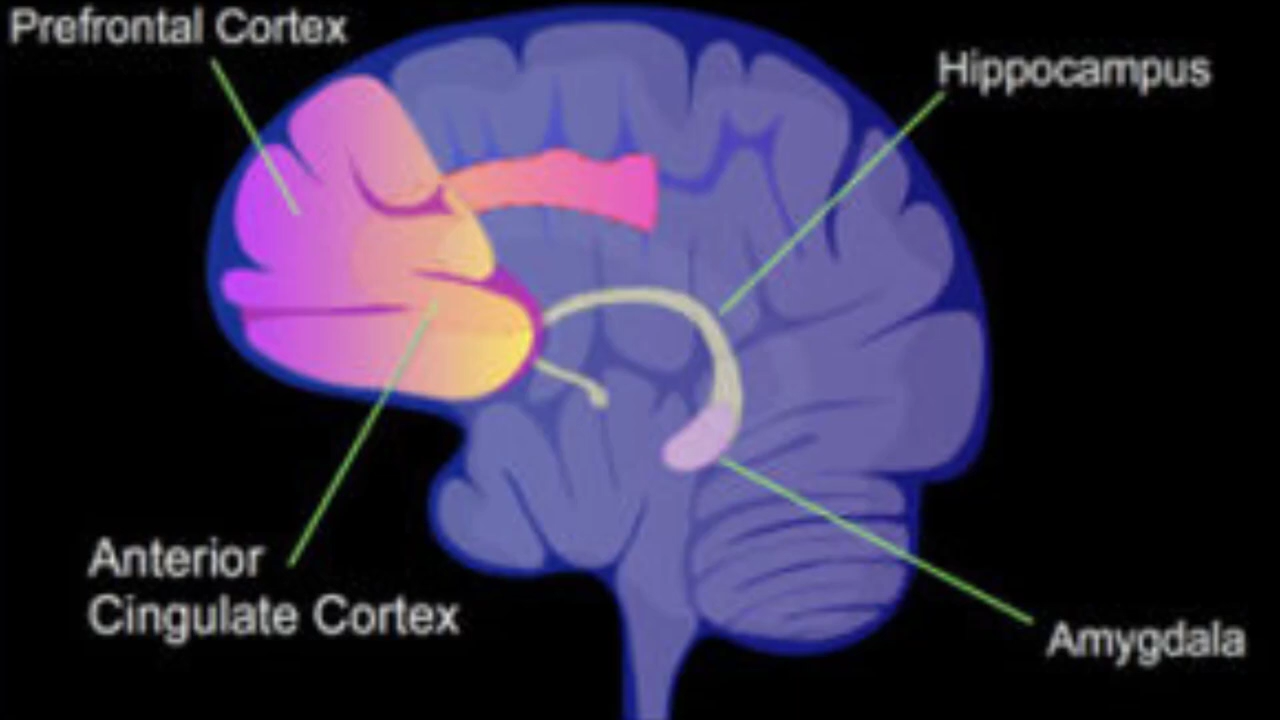 Prefrontal Cortex
Hippocampus
Anterior
Cingulate Cortex
Amygdala